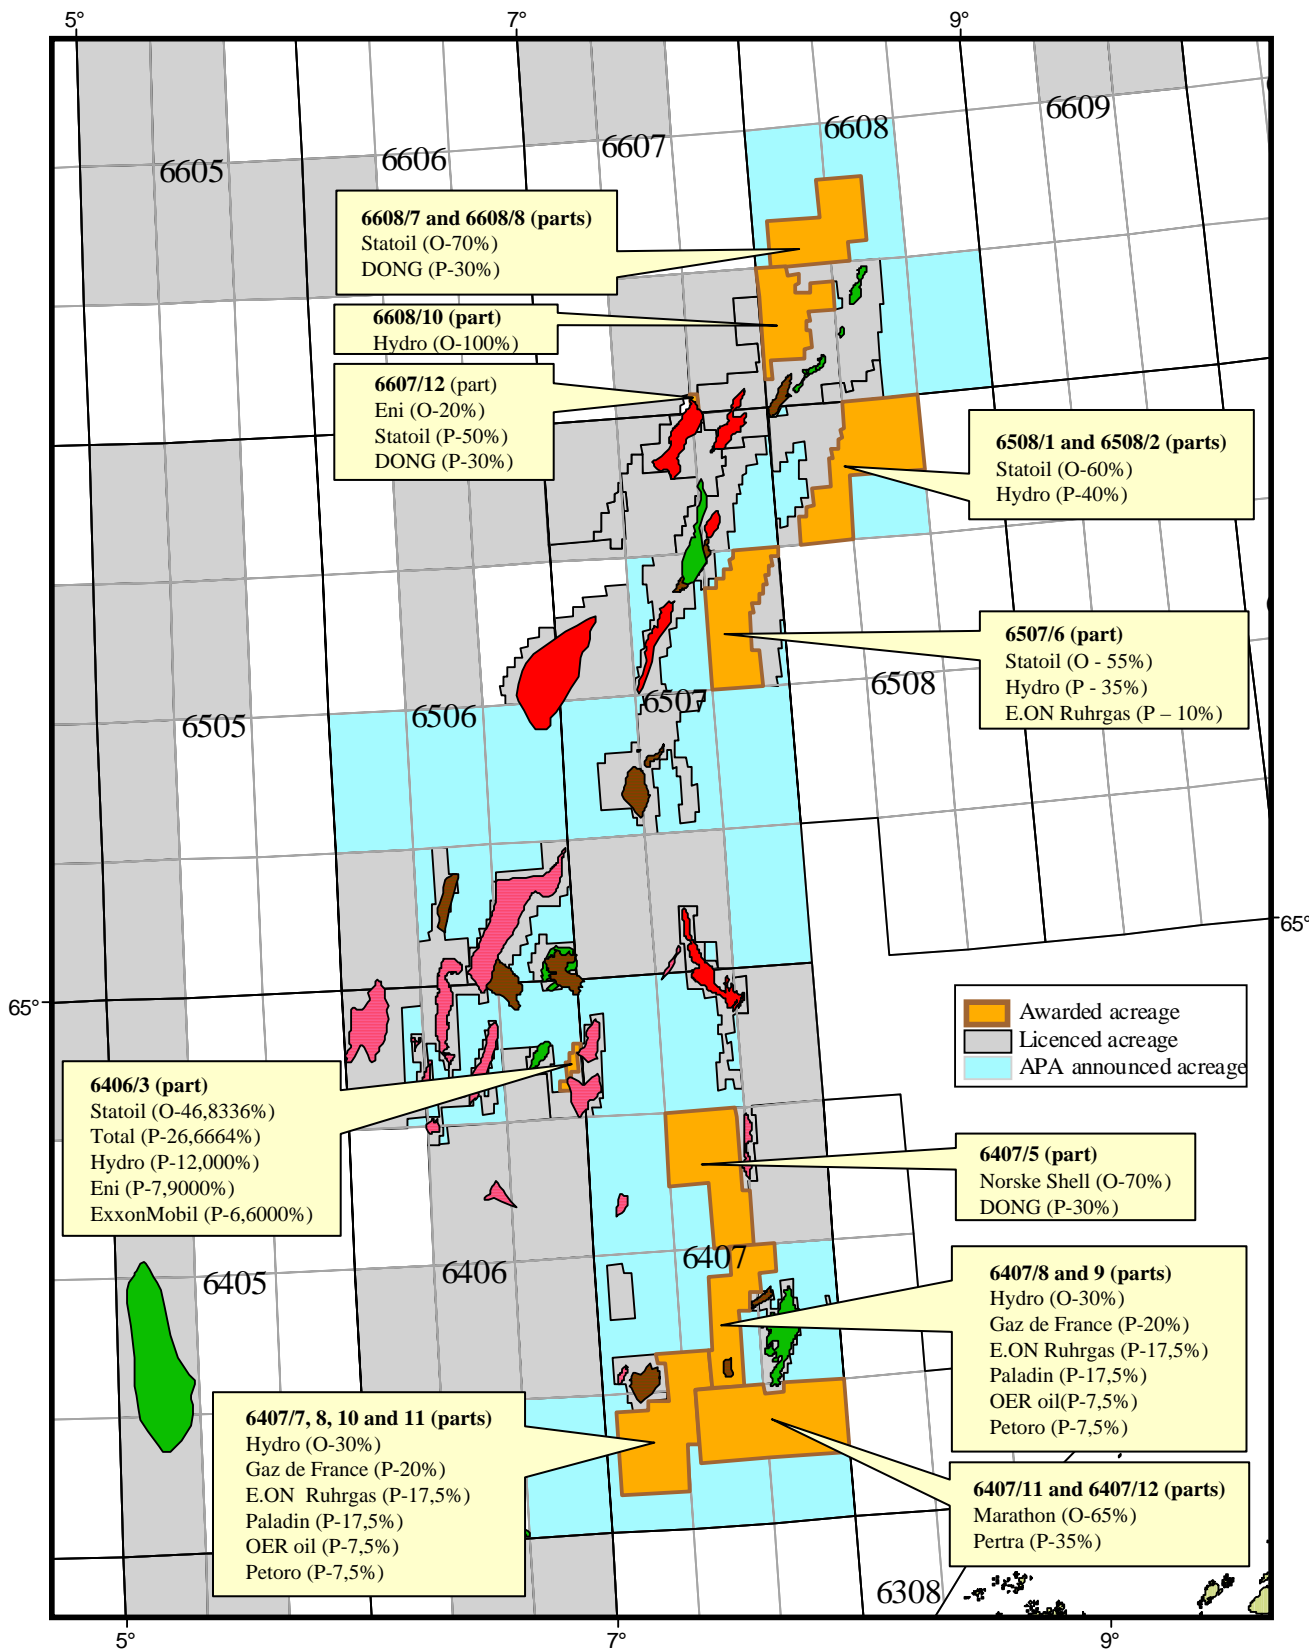 5°
7°
9°
6609
6608
6607
6606
6605
6608/7 and 6608/8 (parts)
Statoil (O-70%)
DONG (P-30%)
6608/10 (part)
Hydro (O-100%)
6607/12 (part)
Eni (O-20%)
Statoil (P-50%)
DONG (P-30%)
6508/1 and 6508/2 (parts)
Statoil (O-60%)
Hydro (P-40%)
6507/6 (part)
Statoil (O - 55%)
Hydro (P - 35%)
E.ON Ruhrgas (P – 10%)
6508
6507
6506
6505
65°
65°
Awarded acreage
Licenced acreage
APA announced acreage
6406/3 (part)
Statoil (O-46,8336%)
Total (P-26,6664%)
Hydro (P-12,000%)
Eni (P-7,9000%)
ExxonMobil (P-6,6000%)
6407/5 (part)
Norske Shell (O-70%)
DONG (P-30%)
6407
6406
6405
6407/8 and 9 (parts)
Hydro (O-30%)
Gaz de France (P-20%)
E.ON Ruhrgas (P-17,5%)
Paladin (P-17,5%)
OER oil(P-7,5%)
Petoro (P-7,5%)
6407/7, 8, 10 and 11 (parts)
Hydro (O-30%)
Gaz de France (P-20%)
E.ON  Ruhrgas (P-17,5%)
Paladin (P-17,5%)
OER oil (P-7,5%)
Petoro (P-7,5%)
6407/11 and 6407/12 (parts)
Marathon (O-65%)
Pertra (P-35%)
6308
5°
7°
9°